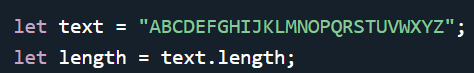 let text = "ABCDEFGHIJKLMNOPQRSTUVWXYZ";
let length = text.length;